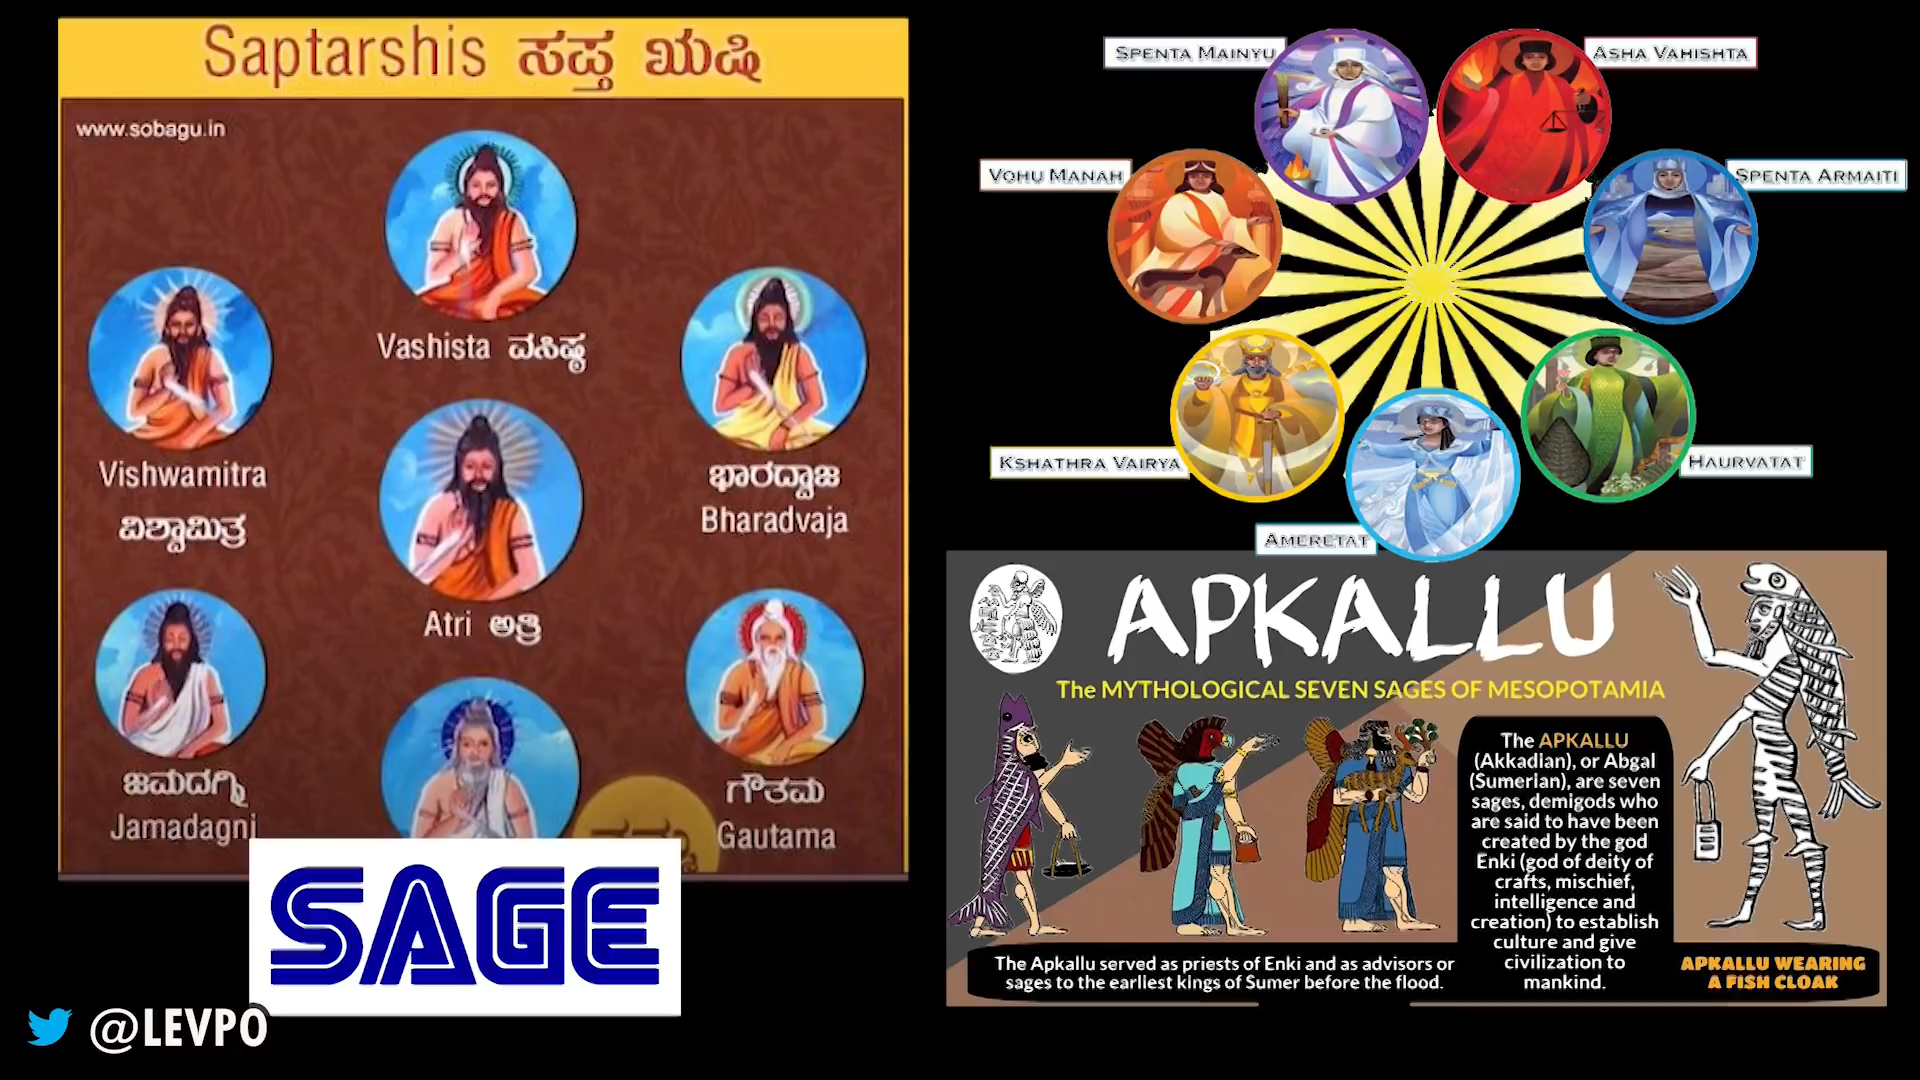 Saptarshis ಸಪ್ತ ಋಷಿ
www.sobagu.in
Vashista ವಸಿಷ್ಠ
Vishwamitra
ವಿಶ್ವಾಮಿತ್ರ
ಭಾರದ್ವಾಜ
Bharadvaja
Atri ಅತ್ರಿ
ಜಮದಗ್ನಿ
Jamadagni
ಗೌತಮ
Gautama
SAGE
@LEVPO
SPENTA MAINYU
ASHA VAHISHTA
VOHU MANAH
SPENTA ARMAITI
KSHATHRA VAIRYA
HAURVATAT
AMERETAT
APKALLU
The MYTHOLOGICAL SEVEN SAGES OF MESOPOTAMIA
The APKALLU
(Akkadian), or Abgal
(Sumerian), are seven
sages, demigods who
are said to have been
created by the god
Enki (god of deity of
crafts, mischief,
intelligence and
creation) to establish
culture and give
civilization to
mankind.
The Apkallu served as priests of Enki and as advisors or
sages to the earliest kings of Sumer before the flood.
APKALLU WEARING
A FISH CLOAK